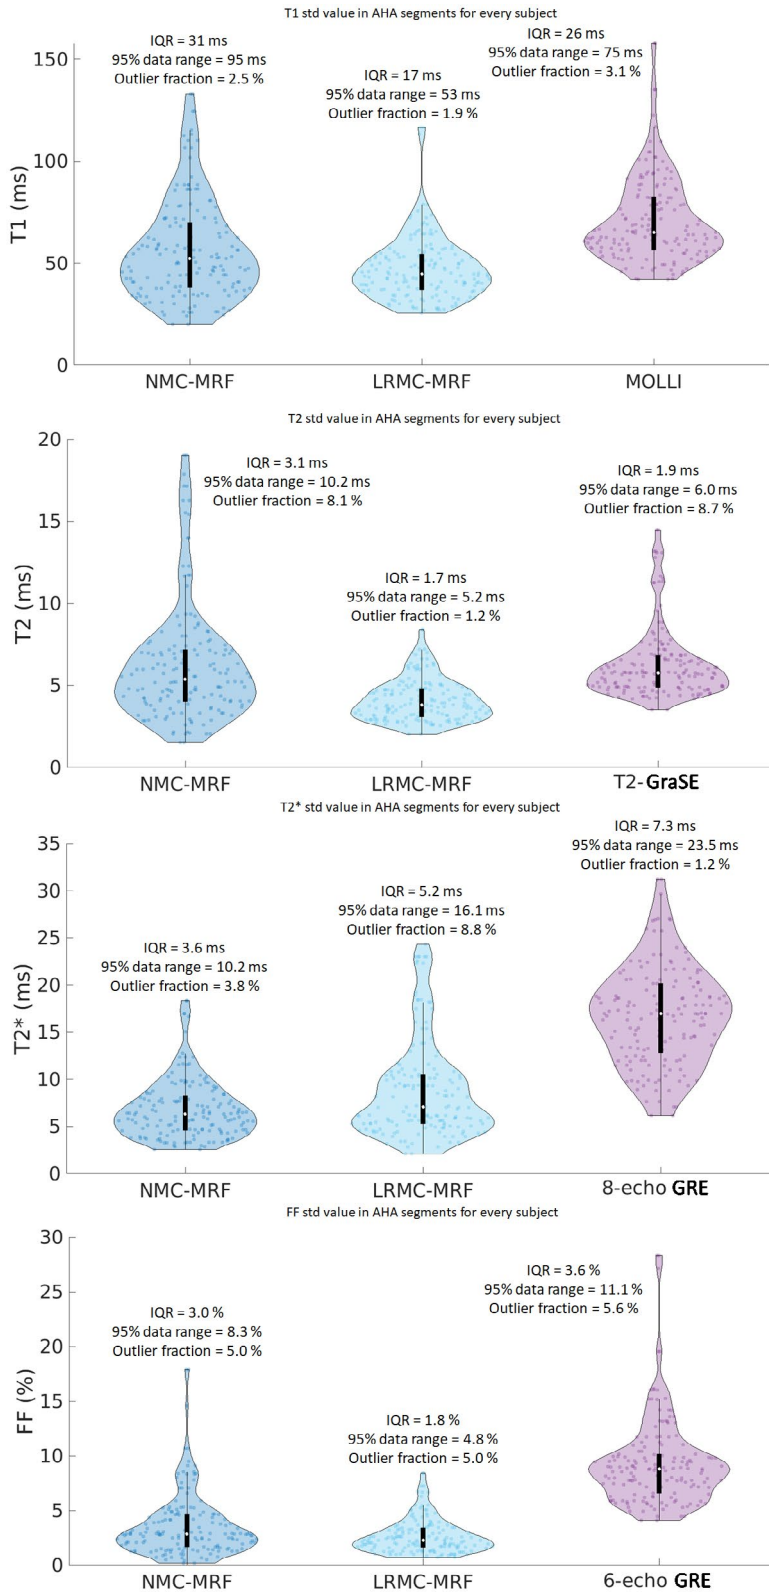 T1 std value in AHA segments for every subject
IQR = 31 ms
95% data range = 95 ms
Outlier fraction = 2.5 %
IQR = 17 ms
95% data range = 53 ms
Outlier fraction = 1.9 %
IQR = 26 ms
95% data range = 75 ms
Outlier fraction = 3.1 %
T1 (ms)
150
100
50
0
NMC-MRF
LRMC-MRF
MOLLI
T2 std value in AHA segments for every subject
IQR = 3.1 ms
95% data range = 10.2 ms
Outlier fraction = 8.1 %
IQR = 1.7 ms
95% data range = 5.2 ms
Outlier fraction = 1.2 %
IQR = 1.9 ms
95% data range = 6.0 ms
Outlier fraction = 8.7 %
T2 (ms)
20
15
10
5
0
NMC-MRF
LRMC-MRF
T2-GraSE
T2* std value in AHA segments for every subject
IQR = 3.6 ms
95% data range = 10.2 ms
Outlier fraction = 3.8 %
IQR = 5.2 ms
95% data range = 16.1 ms
Outlier fraction = 8.8 %
IQR = 7.3 ms
95% data range = 23.5 ms
Outlier fraction = 1.2 %
T2* (ms)
35
30
25
20
15
10
5
0
NMC-MRF
LRMC-MRF
8-echo GRE
FF std value in AHA segments for every subject
IQR = 3.0 %
95% data range = 8.3 %
Outlier fraction = 5.0 %
IQR = 1.8 %
95% data range = 4.8 %
Outlier fraction = 5.0 %
IQR = 3.6 %
95% data range = 11.1 %
Outlier fraction = 5.6 %
FF (%)
30
25
20
15
10
5
0
NMC-MRF
LRMC-MRF
6-echo GRE